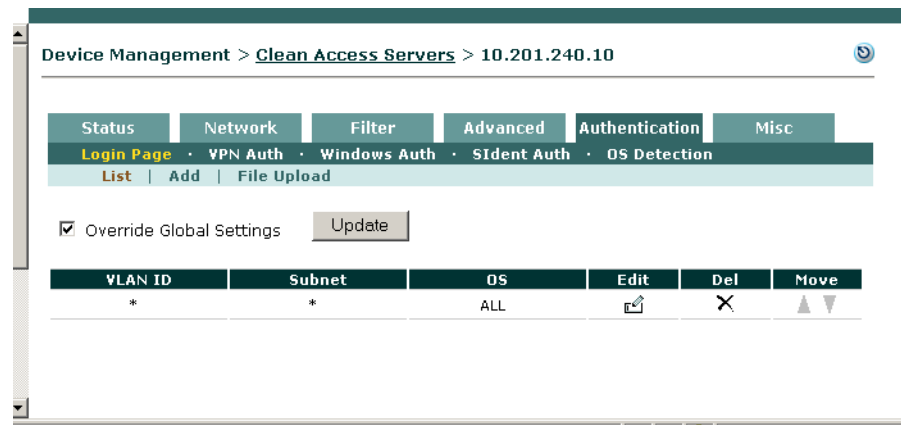 Device Management > Clean Access Servers > 10.201.240.10
Status Network Filter Advanced Authentication Misc
Login Page · VPN Auth · Windows Auth · SIdent Auth · OS Detection
List | Add | File Upload
Override Global Settings Update
VLAN ID Subnet OS Edit Del Move
* * ALL